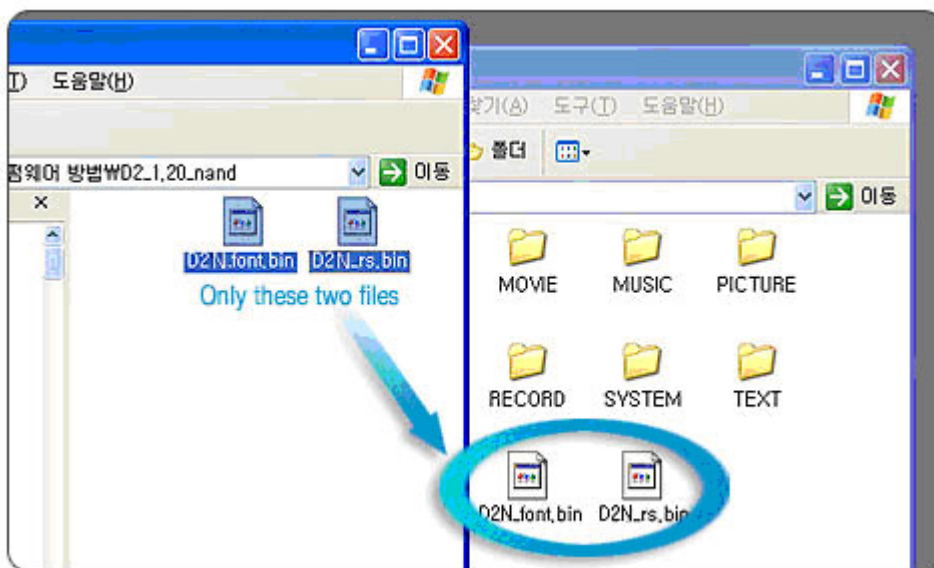 T) 도움말(H)
펌웨어 방법₩D2_1.20_nand 이동
D2N_font.bin D2N_rs.bin
Only these two files
찾기(A) 도구(T) 도움말(H)
폴더
이동
MOVIE MUSIC PICTURE
RECORD SYSTEM TEXT
D2N_font.bin D2N_rs.bin